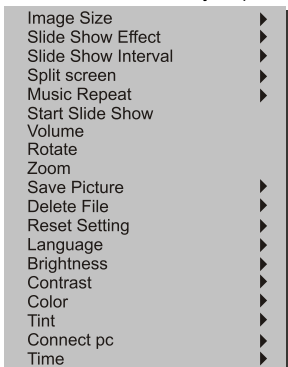 Image Size
Slide Show Effect
Slide Show Interval
Split screen
Music Repeat
Start Slide Show
Volume
Rotate
Zoom
Save Picture
Delete File
Reset Setting
Language
Brightness
Contrast
Color
Tint
Connect pc
Time